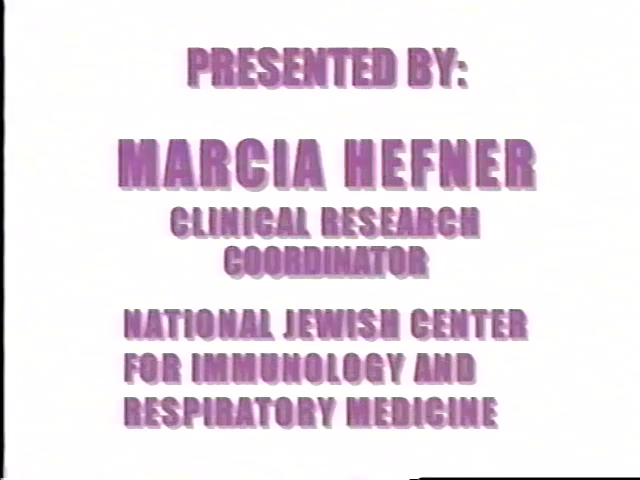 PRESENTED BY:
MARCIA HEFNER
CLINICAL RESEARCH
COORDINATOR
NATIONAL JEWISH CENTER
FOR IMMUNOLOGY AND
RESPIRATORY MEDICINE